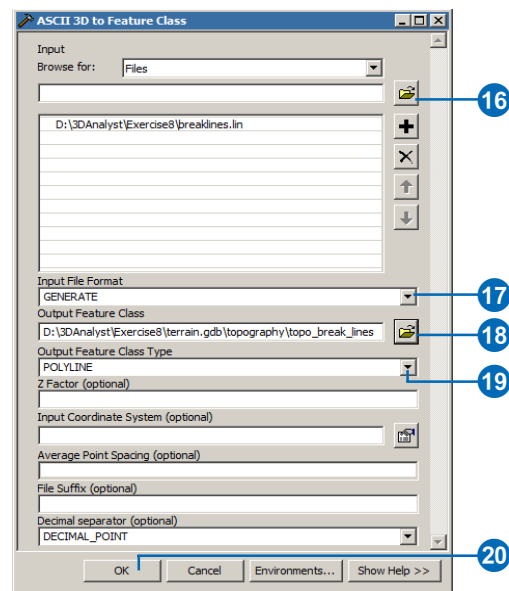 ASCII 3D to Feature Class
Input
Browse for: Files
16
D:\3DAnalyst\Exercise8\breaklines.lin
Input File Format
GENERATE
17
Output Feature Class
D:\3DAnalyst\Exercise8\terrain.gdb\topography\topo_break_lines
18
Output Feature Class Type
POLYLINE
19
Z Factor (optional)
Input Coordinate System (optional)
Average Point Spacing (optional)
File Suffix (optional)
Decimal separator (optional)
DECIMAL_POINT
20
OK Cancel Environments... Show Help >>